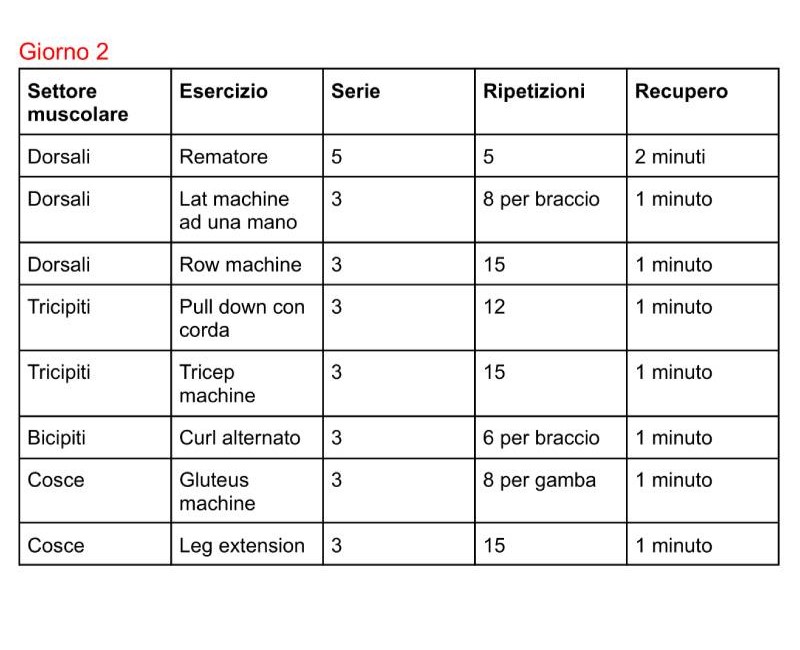 Giorno 2
Settore muscolare Esercizio Serie Ripetizioni Recupero
Dorsali Rematore 5 5 2 minuti
Dorsali Lat machine ad una mano 3 8 per braccio 1 minuto
Dorsali Row machine 3 15 1 minuto
Tricipiti Pull down con corda 3 12 1 minuto
Tricipiti Tricep machine 3 15 1 minuto
Bicipiti Curl alternato 3 6 per braccio 1 minuto
Cosce Gluteus machine 3 8 per gamba 1 minuto
Cosce Leg extension 3 15 1 minuto